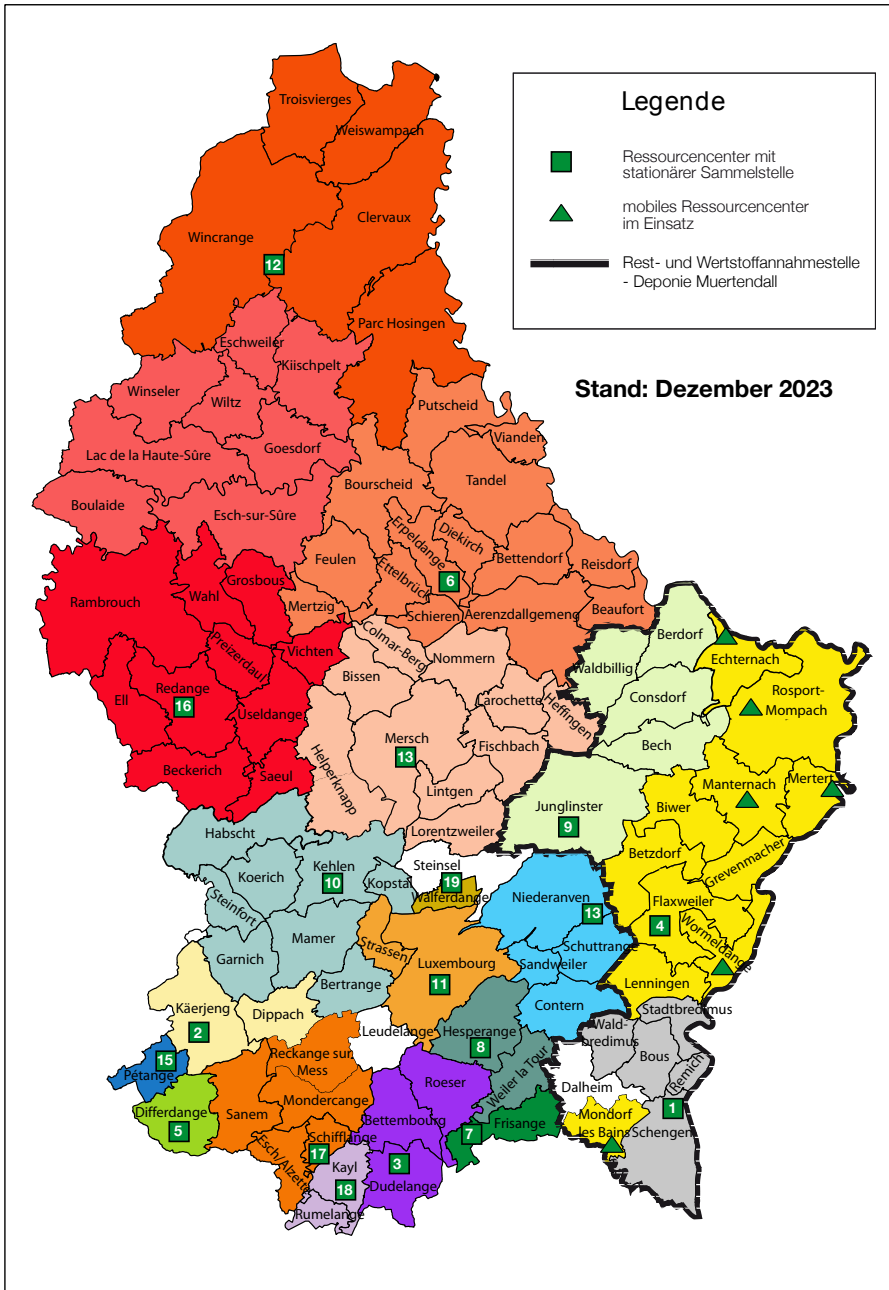 Legende
Ressourcencenter mit
stationärer Sammelstelle
mobiles Ressourcencenter
im Einsatz
Rest- und Wertstoffannahmestelle
- Deponie Muertendall
Stand: Dezember 2023
Troisvierges
Weiswampach
Clervaux
Wincrange
12
Parc Hosingen
Eschweiler
Kiischpelt
Winseler
Wiltz
Putscheid
Vianden
Lac de la Haute-Sûre
Goesdorf
Tandel
Bourscheid
Boulaide
Esch-sur-Sûre
Erpeldange
Diekirch
Bettendorf
Feulen
Ettelbrück
6
Reisdorf
Grosbous
Wahl
Rambrouch
Mertzig
Schieren
Aerenzdallgemeng
Beaufort
Colmar-Berg
Preizerdaul
Vichten
Nommern
Berdorf
Waldbillig
Echternach
Bissen
Ell
Redange
16
Larochette
Heffingen
Consdorf
Rosport-
Mompach
Useldange
Mersch
13
Fischbach
Bech
Beckerich
Saeul
Helperknapp
Lintgen
Manternach
Mertert
Junglinster
9
Biwer
Habscht
Lorentzweiler
Steinsel
Betzdorf
Grevenmacher
Koerich
Kehlen
10
Kopstal
19
Walferdange
Niederanven
13
Flaxweiler
4
Steinfort
Wormeldange
Mamer
Strassen
Schuttrange
Garnich
Luxembourg
11
Sandweiler
Lenningen
Bertrange
Contern
Stadtbredimus
Käerjeng
2
Dippach
Leudelange
Hesperange
8
Wald-
bredimus
Bous
Remich
15
Pétange
Reckange sur
Mess
Roeser
Weiler la Tour
Dalheim
Differdange
5
Sanem
Mondercange
Bettembourg
Frisange
7
Mondorf
les Bains
1
Schengen
Schifflange
17
Esch/Alzette
Kayl
18
3
Dudelange
Rumelange